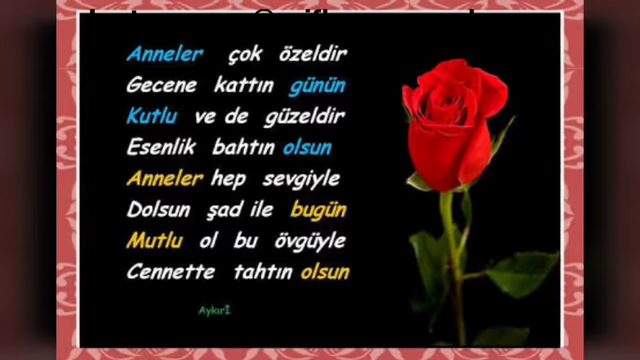 Anneler çok özeldir
Gecene kattın günün
Kutlu ve de güzeldir
Esenlik bahtın olsun
Anneler hep sevgiyle
Dolsun şad ile bugün
Mutlu ol bu övgüyle
Cennette tahtın olsun
Aykırİ